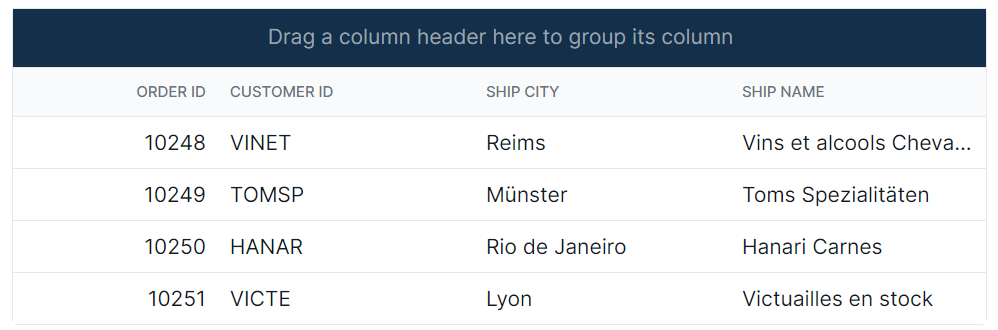 Drag a column header here to group its column
ORDER ID CUSTOMER ID SHIP CITY SHIP NAME
10248 VINET Reims Vins et alcools Cheva...
10249 TOMSP Münster Toms Spezialitäten
10250 HANAR Rio de Janeiro Hanari Carnes
10251 VICTE Lyon Victuailles en stock